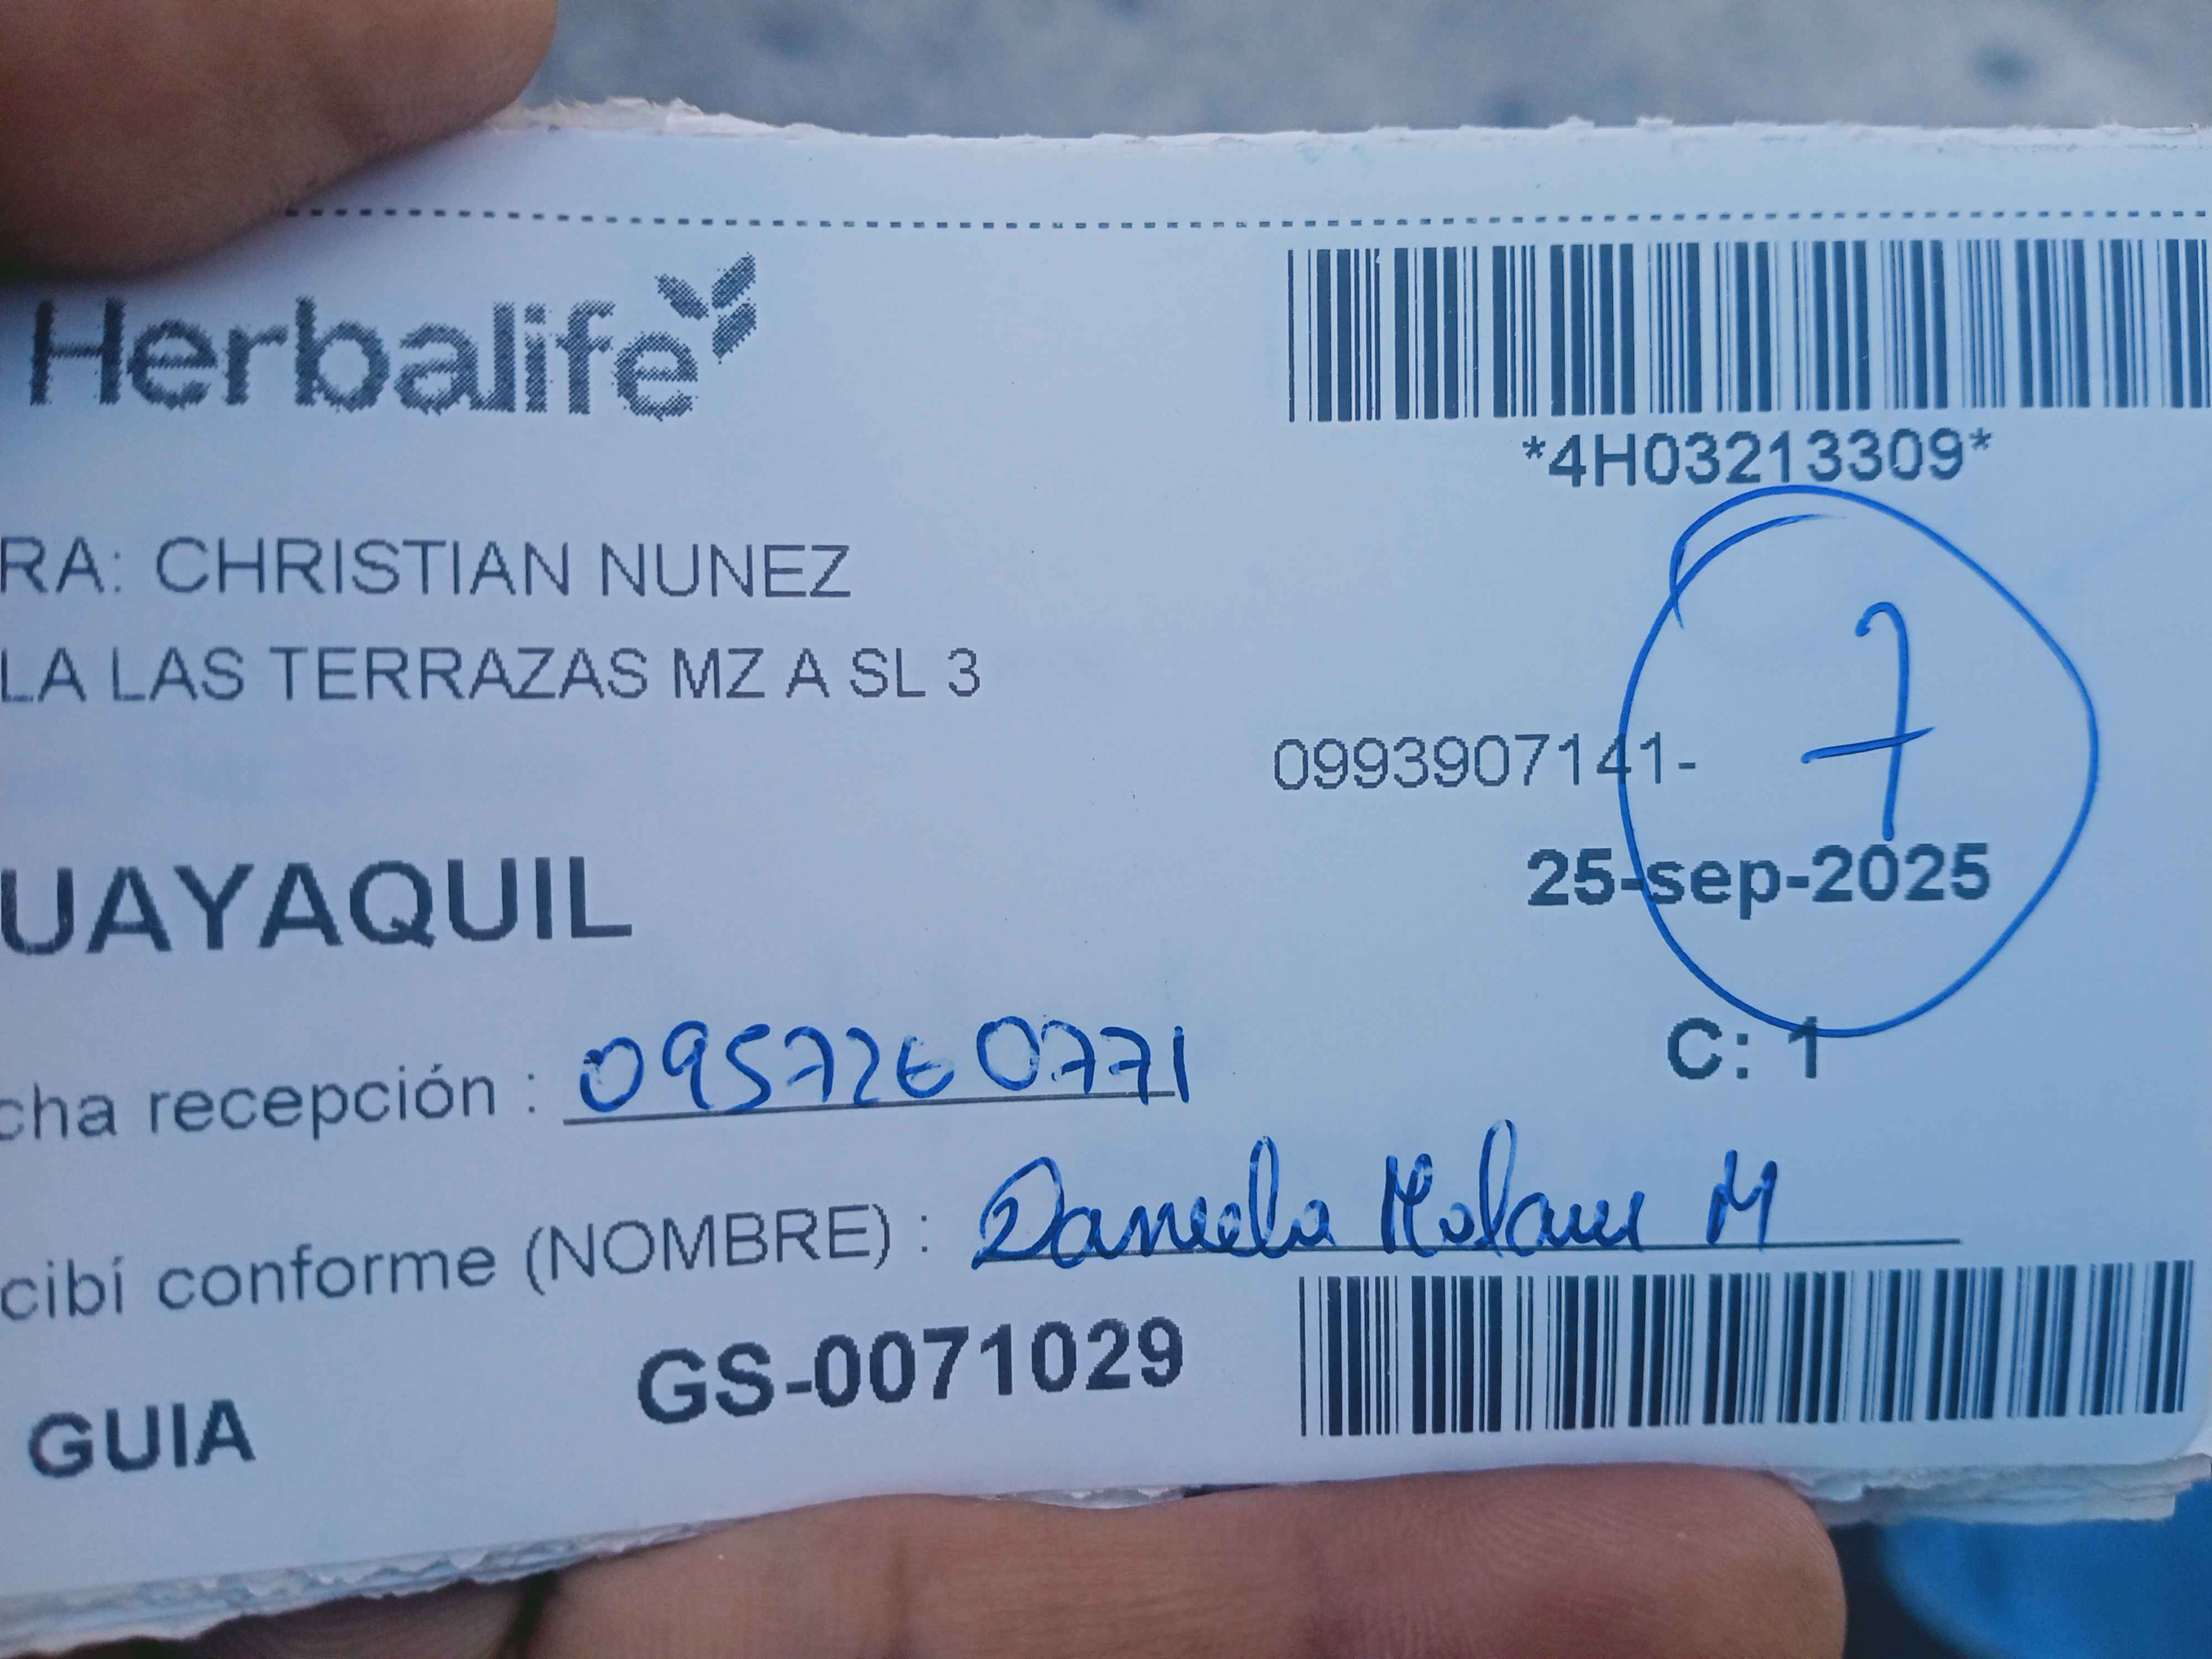 Herbalife
*4H03213309*
RA: CHRISTIAN NUNEZ
LA LAS TERRAZAS MZ A SL 3
0993907141-
7
UAYAQUIL
25-sep-2025
C: 1
cha recepción : 0957260771
cibí conforme (NOMBRE) : Daniela M
GUIA
GS-0071029